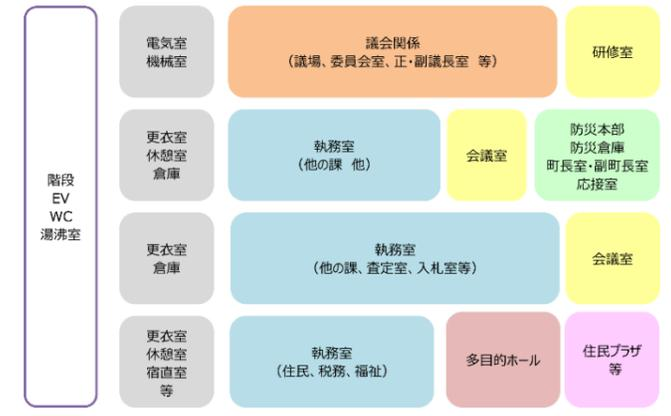 階段
EV
WC
湯沸室
電気室
機械室
議会関係
（議場、委員会室、正・副議長室 等）
研修室
更衣室
休憩室
倉庫
執務室
（他の課 他）
会議室
防災本部
防災倉庫
町長室・副町長室
応接室
更衣室
倉庫
執務室
（他の課、査定室、入札室等）
会議室
更衣室
休憩室
宿直室
等
執務室
（住民、税務、福祉）
多目的ホール
住民プラザ
等